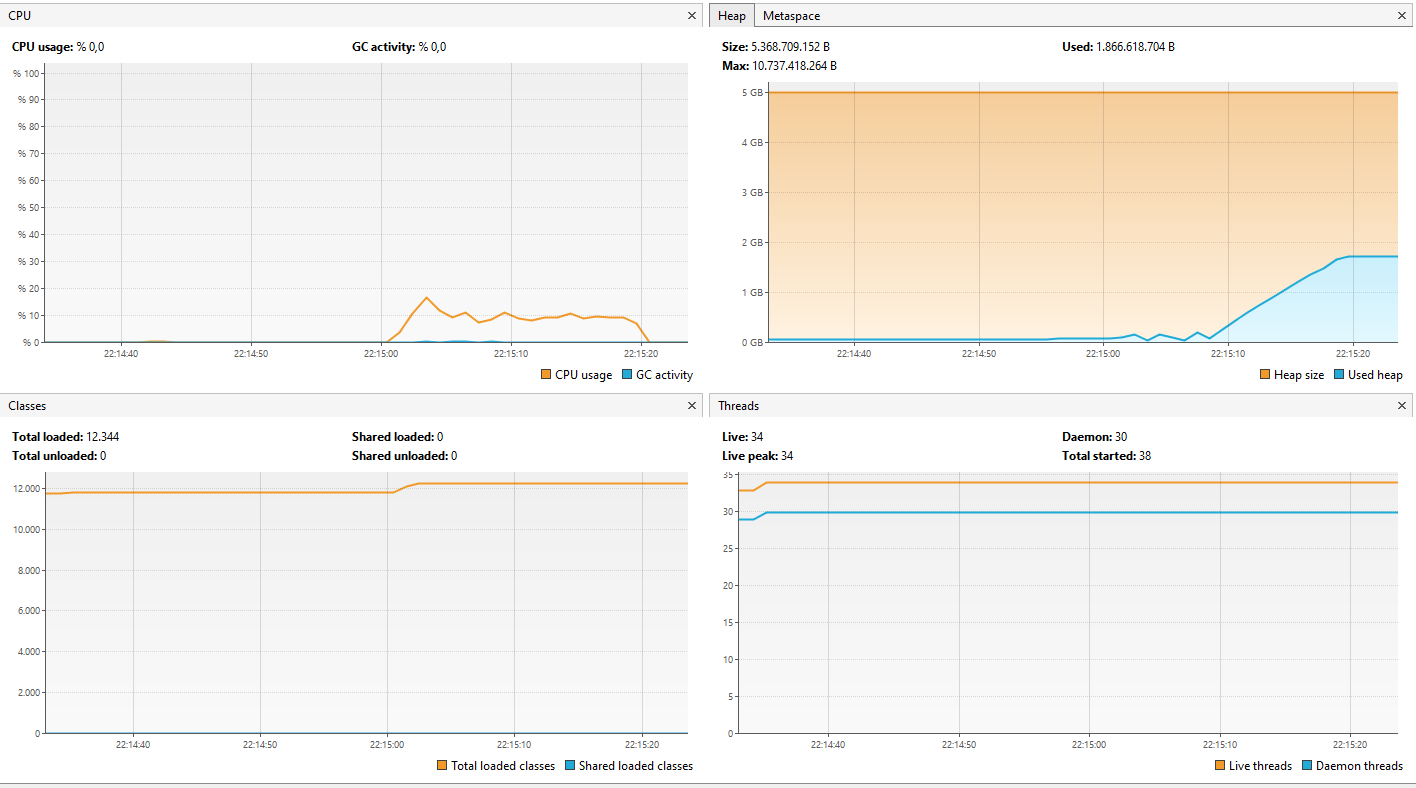 CPU
CPU usage: % 0,0 GC activity: % 0,0
% 100
% 90
% 80
% 70
% 60
% 50
% 40
% 30
% 20
% 10
% 0
22:14:40 22:14:50 22:15:00 22:15:10 22:15:20
CPU usage GC activity
Heap Metaspace
Size: 5.368.709.152 B Used: 1.866.618.704 B
Max: 10.737.418.264 B
5 GB
4 GB
3 GB
2 GB
1 GB
0 GB
22:14:40 22:14:50 22:15:00 22:15:10 22:15:20
Heap size Used heap
Classes
Total loaded: 12.344 Shared loaded: 0
Total unloaded: 0 Shared unloaded: 0
12.000
10.000
8.000
6.000
4.000
2.000
0
22:14:40 22:14:50 22:15:00 22:15:10 22:15:20
Total loaded classes Shared loaded classes
Threads
Live: 34 Daemon: 30
Live peak: 34 Total started: 38
35
30
25
20
15
10
5
0
22:14:40 22:14:50 22:15:00 22:15:10 22:15:20
Live threads Daemon threads